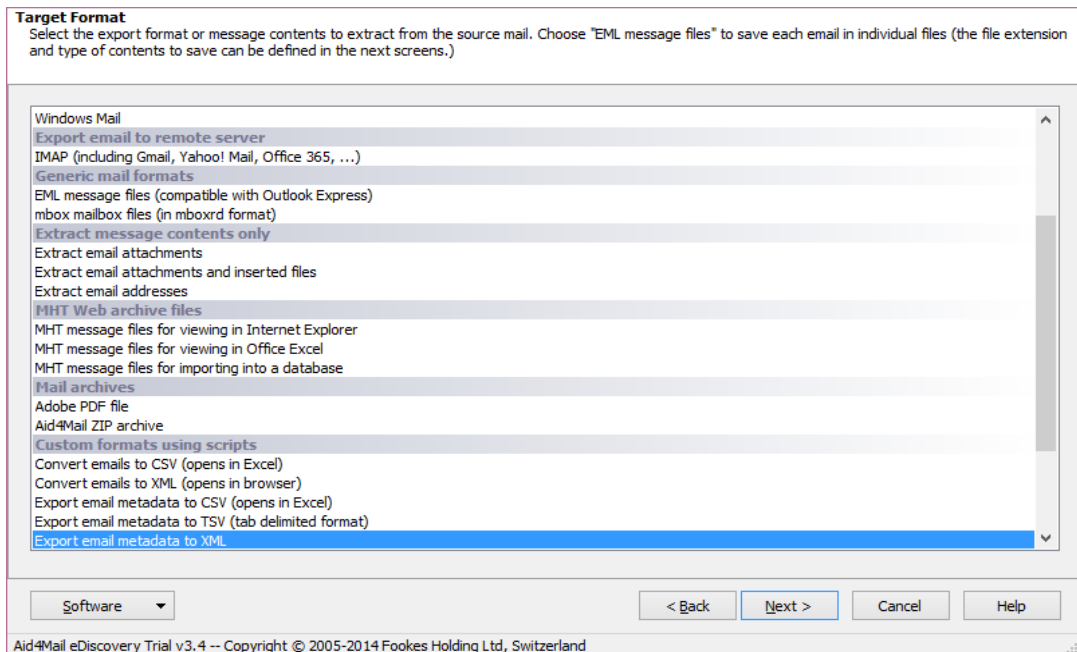 Target Format
Select the export format or message contents to extract from the source mail. Choose "EML message files" to save each email in individual files (the file extension
and type of contents to save can be defined in the next screens.)
Windows Mail
Export email to remote server
IMAP (including Gmail, Yahoo! Mail, Office 365, ...)
Generic mail formats
EML message files (compatible with Outlook Express)
mbox mailbox files (in mboxrd format)
Extract message contents only
Extract email attachments
Extract email attachments and inserted files
Extract email addresses
MHT Web archive files
MHT message files for viewing in Internet Explorer
MHT message files for viewing in Office Excel
MHT message files for importing into a database
Mail archives
Adobe PDF file
Aid4Mail ZIP archive
Custom formats using scripts
Convert emails to CSV (opens in Excel)
Convert emails to XML (opens in browser)
Export email metadata to CSV (opens in Excel)
Export email metadata to TSV (tab delimited format)
Export email metadata to XML
Software < Back Next > Cancel Help
Aid4Mail eDiscovery Trial v3.4 -- Copyright © 2005-2014 Fookes Holding Ltd, Switzerland